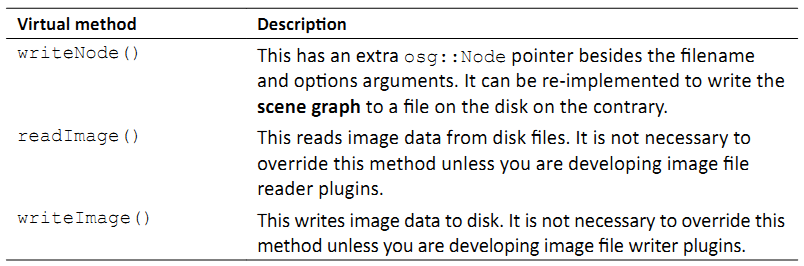 Virtual method Description
writeNode() This has an extra osg::Node pointer besides the filename
and options arguments. It can be re-implemented to write the
scene graph to a file on the disk on the contrary.
readImage() This reads image data from disk files. It is not necessary to
override this method unless you are developing image file
reader plugins.
writeImage() This writes image data to disk. It is not necessary to override this
method unless you are developing image file writer plugins.